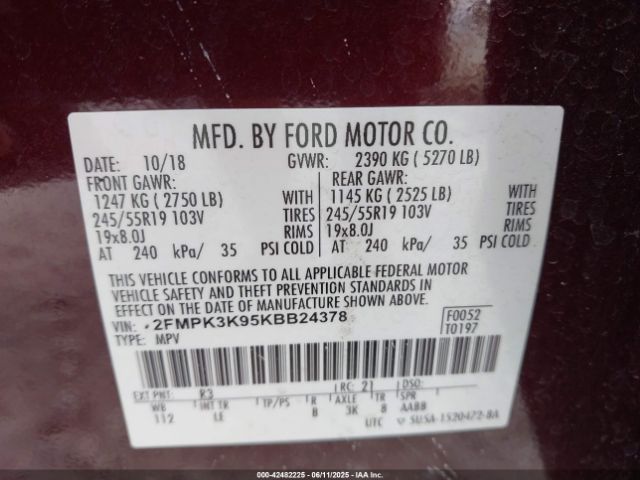 MFD. BY FORD MOTOR CO.
DATE: 10/18 GVWR: 2390 KG ( 5270 LB)
FRONT GAWR: REAR GAWR:
1247 KG ( 2750 LB) WITH 1145 KG ( 2525 LB) WITH
245/55R19 103V TIRES 245/55R19 103V TIRES
19x8.0J RIMS 19x8.0J RIMS
AT 240 kPa/ 35 PSI COLD AT 240 kPa/ 35 PSI COLD
THIS VEHICLE CONFORMS TO ALL APPLICABLE FEDERAL MOTOR
VEHICLE SAFETY AND THEFT PREVENTION STANDARDS IN
EFFECT ON THE DATE OF MANUFACTURE SHOWN ABOVE.
VIN: 2FMPK3K95KBB24378 F0052
TYPE: MPV T0197
EXT PNT: R3 RC: 21 DSO:
WB INT TR TP/PS R AXLE TR SPR
112 LE B 3K 8 AABB
UTC SUSA-1520472-BA
000-42482225 - 06/11/2025 - IAAI.com